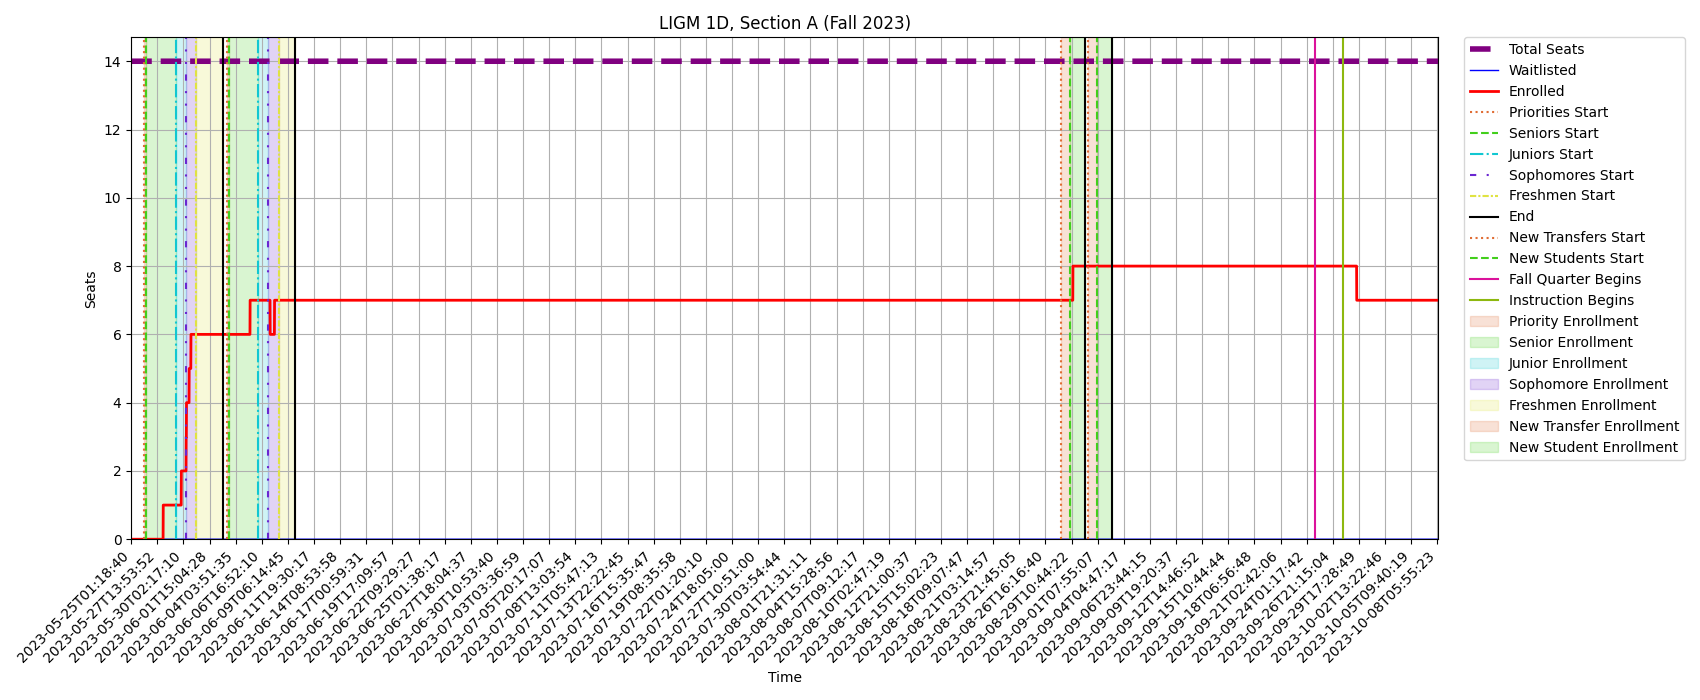 LIGM 1D, Section A (Fall 2023)
Seats
14
12
10
8
6
4
2
0
2023-05-25T01:18:40
2023-05-27T13:53:52
2023-05-30T02:17:10
2023-06-01T15:04:28
2023-06-04T03:51:35
2023-06-06T16:52:10
2023-06-09T06:14:45
2023-06-11T19:30:17
2023-06-14T08:53:58
2023-06-17T00:59:31
2023-06-19T17:09:57
2023-06-22T09:29:27
2023-06-25T01:38:17
2023-06-27T18:04:37
2023-06-30T10:53:40
2023-07-03T03:36:59
2023-07-05T20:17:07
2023-07-08T13:03:54
2023-07-11T05:47:13
2023-07-13T22:22:45
2023-07-16T15:35:47
2023-07-19T08:35:58
2023-07-22T01:20:10
2023-07-24T18:05:00
2023-07-27T10:51:00
2023-07-30T03:54:44
2023-08-01T21:31:11
2023-08-04T15:28:56
2023-08-07T09:12:17
2023-08-10T02:47:19
2023-08-12T21:00:37
2023-08-15T15:02:23
2023-08-18T09:07:47
2023-08-21T03:14:57
2023-08-23T21:45:05
2023-08-26T16:16:40
2023-08-29T10:44:22
2023-09-01T07:55:07
2023-09-04T04:47:17
2023-09-06T23:44:15
2023-09-09T19:20:37
2023-09-12T14:46:52
2023-09-15T10:44:44
2023-09-18T06:56:48
2023-09-21T02:42:06
2023-09-24T01:17:42
2023-09-26T21:15:04
2023-09-29T17:28:49
2023-10-02T13:22:46
2023-10-05T09:40:19
2023-10-08T05:55:23
Time
Total Seats
Waitlisted
Enrolled
Priorities Start
Seniors Start
Juniors Start
Sophomores Start
Freshmen Start
End
New Transfers Start
New Students Start
Fall Quarter Begins
Instruction Begins
Priority Enrollment
Senior Enrollment
Junior Enrollment
Sophomore Enrollment
Freshmen Enrollment
New Transfer Enrollment
New Student Enrollment